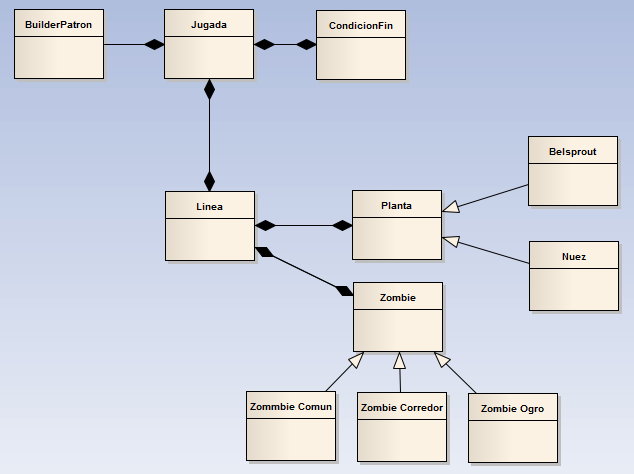 BuilderPatron
Jugada
CondicionFin
Belsprout
Linea
Planta
Nuez
Zombie
Zommbie Comun
Zombie Corredor
Zombie Ogro